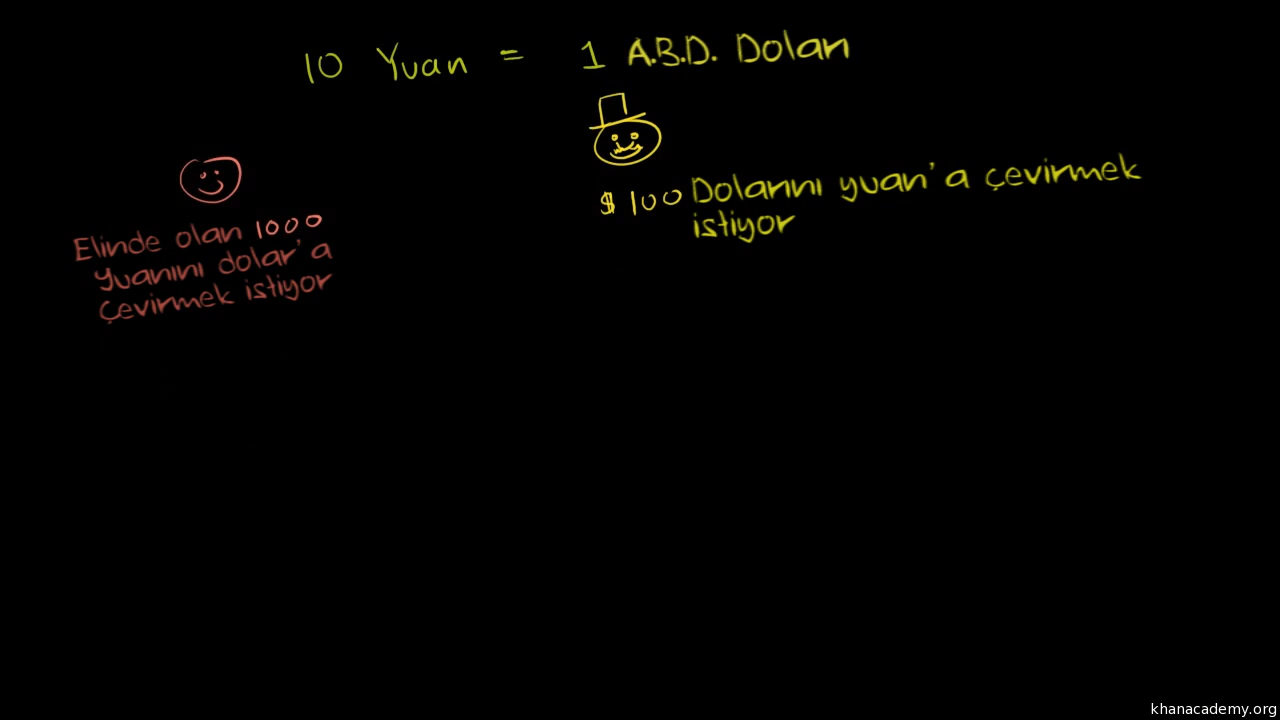 10 Yuan = 1 A.B.D. Doları
$100 Dolarını yuan'a çevirmek
istiyor
Elinde olan 1000
yuanını dolar'a
çevirmek istiyor
khanacademy.org